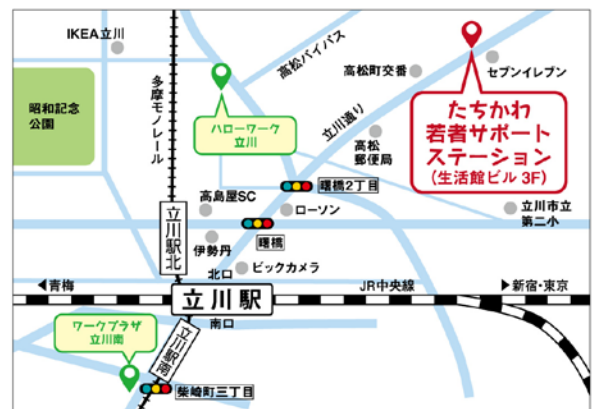 IKEA立川
高松バイパス
高松町交番
セブンイレブン
多摩モノレール
昭和記念
公園
ハローワーク
立川
立川通り
高松
郵便局
たちかわ
若者サポート
ステーション
(生活館ビル 3F)
曙橋2丁目
高島屋SC
ローソン
立川市立
第二小
立川駅北
伊勢丹
曙橋
北口
ビックカメラ
◀青梅
立川駅
JR中央線
▶新宿・東京
南口
ワークプラザ
立川南
立川駅南
柴崎町三丁目